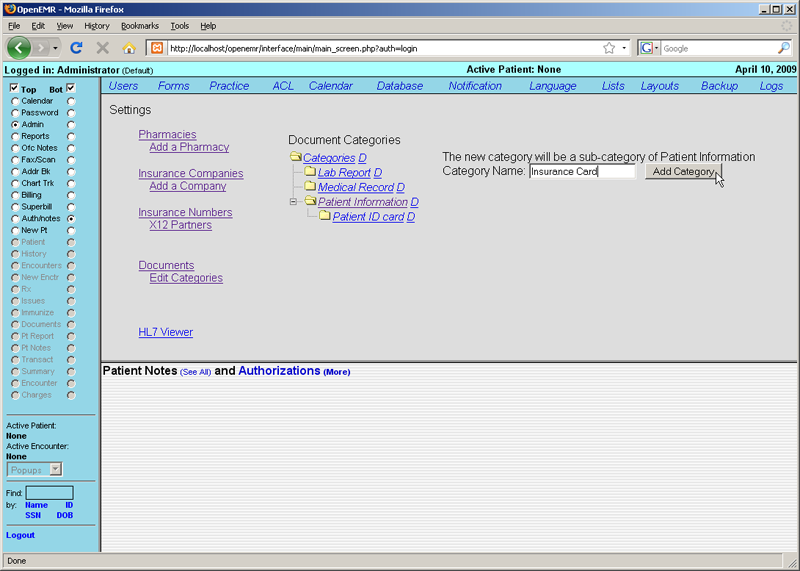 OpenEMR - Mozilla Firefox
File Edit View History Bookmarks Tools Help
http://localhost/openemr/interface/main/main_screen.php?auth=login
G Google
Logged in: Administrator (Default) Active Patient: None April 10, 2009
Users Forms Practice ACL Calendar Database Notification Language Lists Layouts Backup Logs
Top Bot
Calendar
Password
Admin
Reports
Ofc Notes
Fax/Scan
Addr Bk
Chart Trk
Billing
Superbill
Auth/notes
New Pt
Patient
History
Encounters
New Enctr
Rx
Issues
Immunize
Documents
Pt Report
Pt Notes
Transact
Summary
Encounter
Charges
Active Patient:
None
Active Encounter:
None
Popups
Find:
by: Name ID
SSN DOB
Logout
Settings
Pharmacies
Add a Pharmacy
Insurance Companies
Add a Company
Insurance Numbers
X12 Partners
Documents
Edit Categories
HL7 Viewer
Document Categories
Categories D
Lab Report D
Medical Record D
Patient Information D
Patient ID card D
The new category will be a sub-category of Patient Information
Category Name: Insurance Card Add Category
Patient Notes (See All) and Authorizations (More)
Done